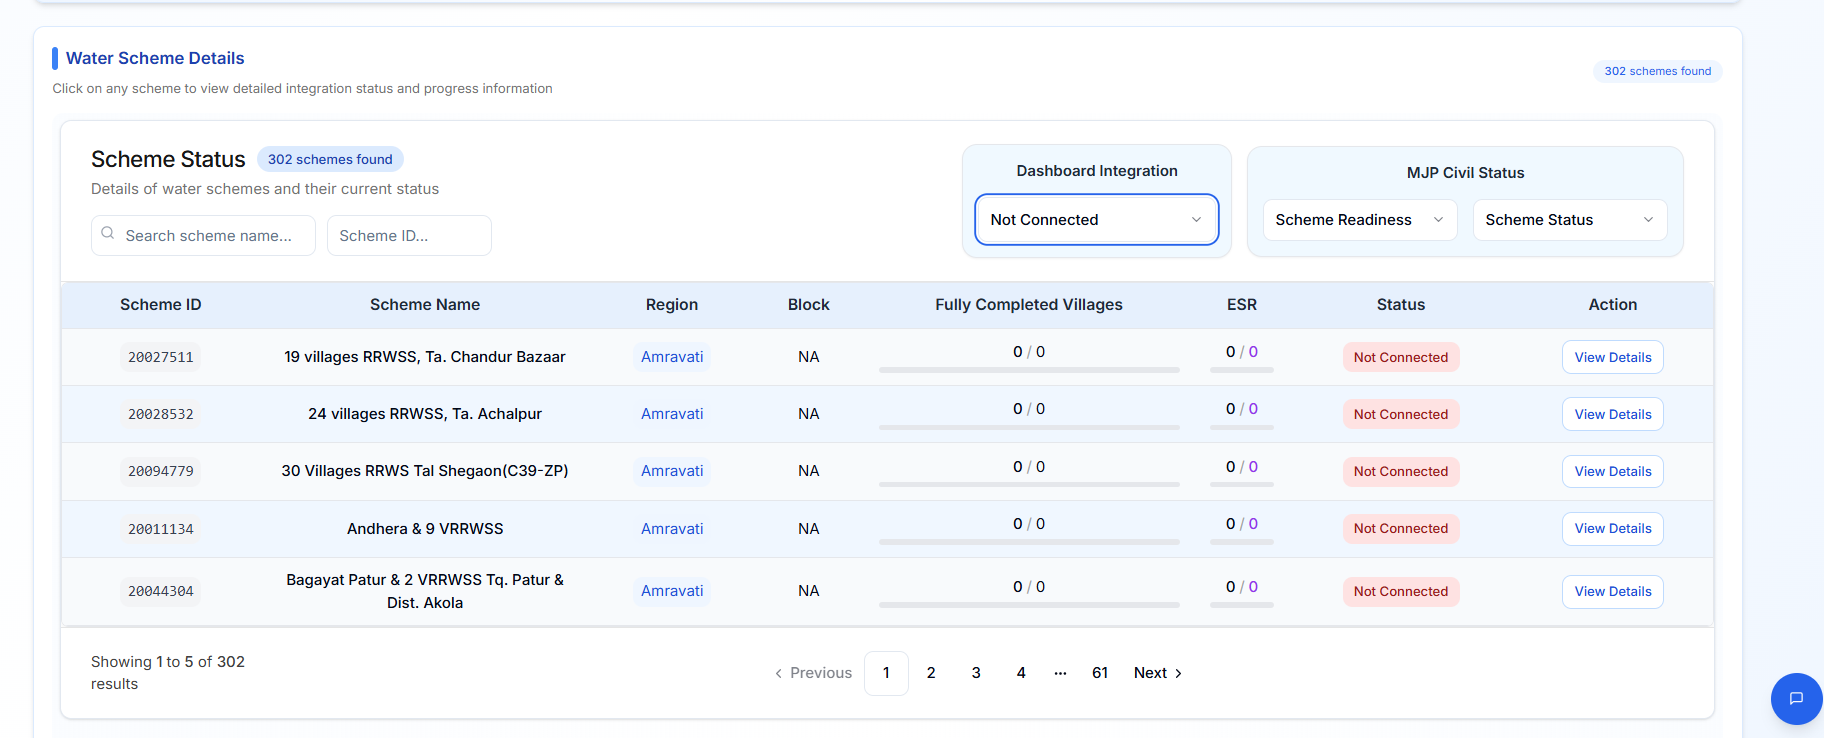 Water Scheme Details
Click on any scheme to view detailed integration status and progress information
302 schemes found
Scheme Status
302 schemes found
Details of water schemes and their current status
Search scheme name...
Scheme ID...
Dashboard Integration
Not Connected
MJP Civil Status
Scheme Readiness
Scheme Status
Scheme ID Scheme Name Region Block Fully Completed Villages ESR Status Action
20027511 19 villages RRWSS, Ta. Chandur Bazaar Amravati NA 0 / 0 0 / 0 Not Connected View Details
20028532 24 villages RRWSS, Ta. Achalpur Amravati NA 0 / 0 0 / 0 Not Connected View Details
20094779 30 Villages RRWS Tal Shegaon(C39-ZP) Amravati NA 0 / 0 0 / 0 Not Connected View Details
20011134 Andhera & 9 VRRWSS Amravati NA 0 / 0 0 / 0 Not Connected View Details
20044304 Bagayat Patur & 2 VRRWSS Tq. Patur &
Dist. Akola Amravati NA 0 / 0 0 / 0 Not Connected View Details
Showing 1 to 5 of 302
results
‹ Previous 1 2 3 4 ... 61 Next ›